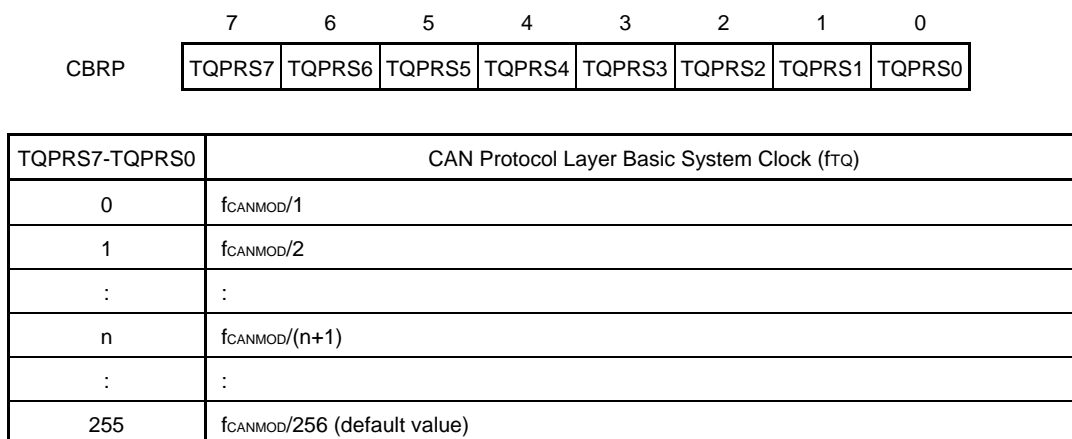 7 6 5 4 3 2 1 0
CBRP TQPRS7 TQPRS6 TQPRS5 TQPRS4 TQPRS3 TQPRS2 TQPRS1 TQPRS0
TQPRS7-TQPRS0 CAN Protocol Layer Basic System Clock (fTQ)
0 fCANMOD/1
1 fCANMOD/2
: :
n fCANMOD/(n+1)
: :
255 fCANMOD/256 (default value)